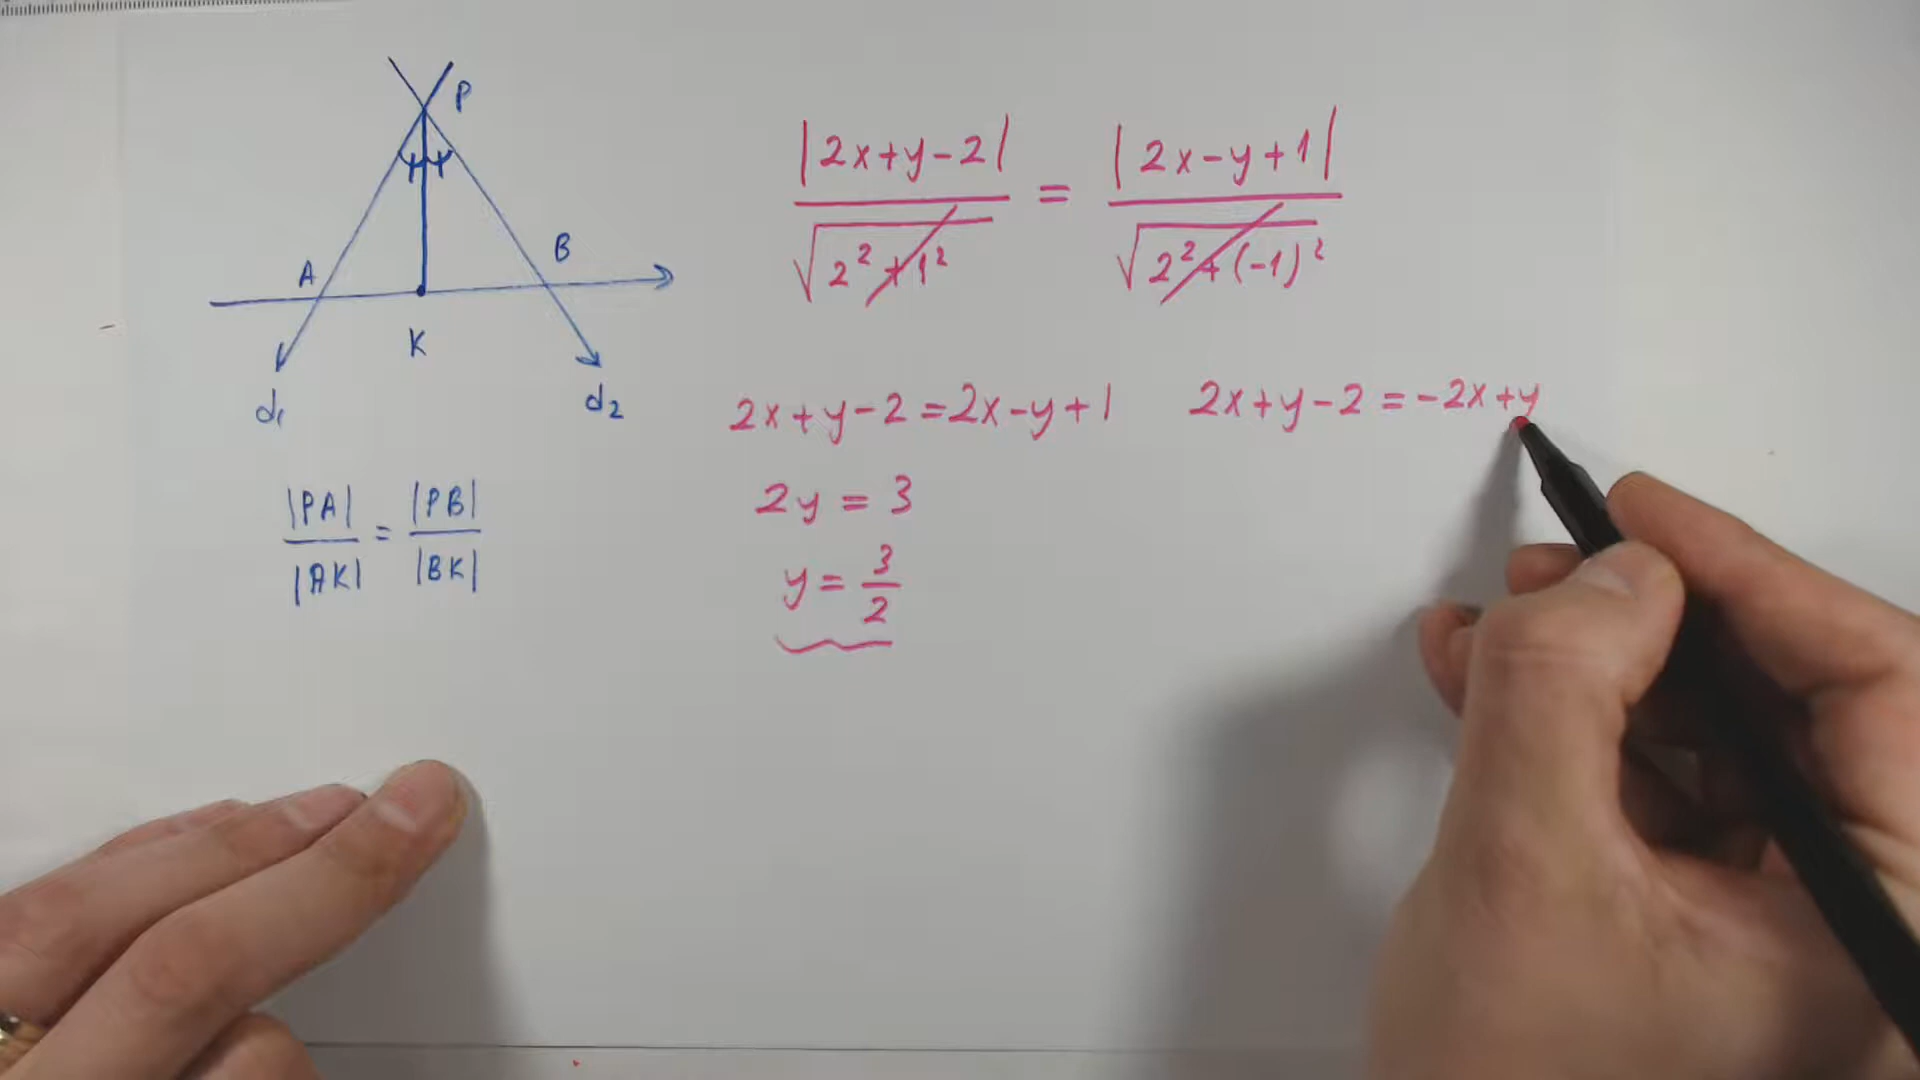 P
A
B
K
d₁
d₂
|PA|/|AK| = |PB|/|BK|
|2x+y-2|/√(2²+1²) = |2x-y+1|/√(2²+(-1)²)
2x+y-2=2x-y+1
2y=3
y=3/2
2x+y-2=-2x+y